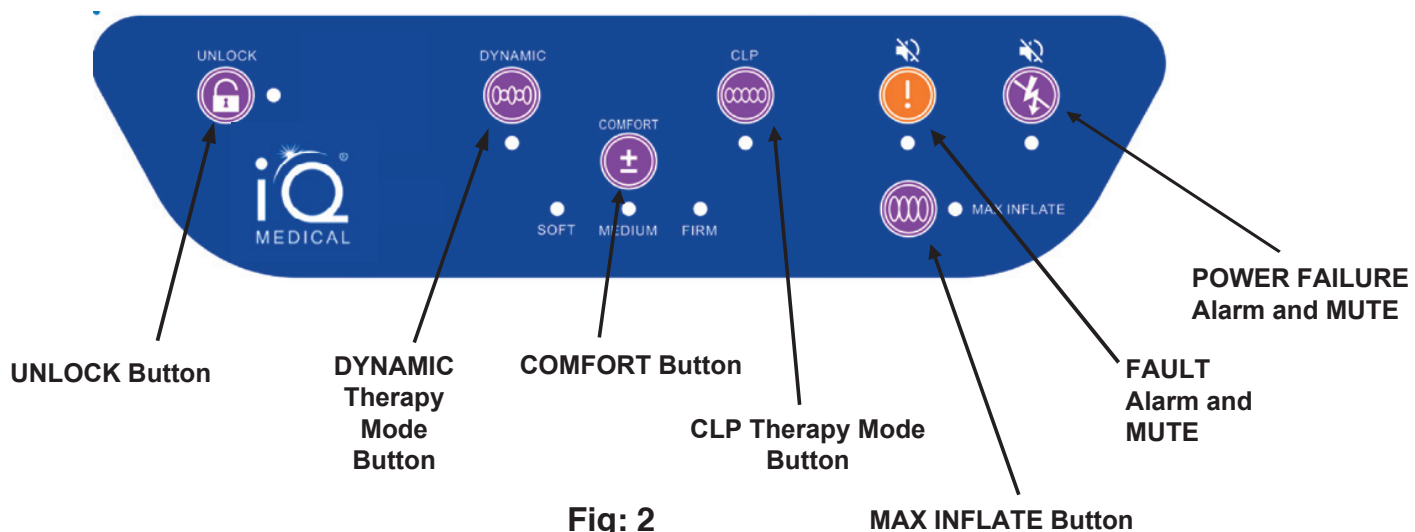 UNLOCK
DYNAMIC
CLP
COMFORT
±
!
iQ®
MEDICAL
SOFT
MEDIUM
FIRM
MAX INFLATE
POWER FAILURE
Alarm and MUTE
UNLOCK Button
DYNAMIC
Therapy
Mode
Button
COMFORT Button
CLP Therapy Mode
Button
FAULT
Alarm and
MUTE
MAX INFLATE Button
Fig: 2